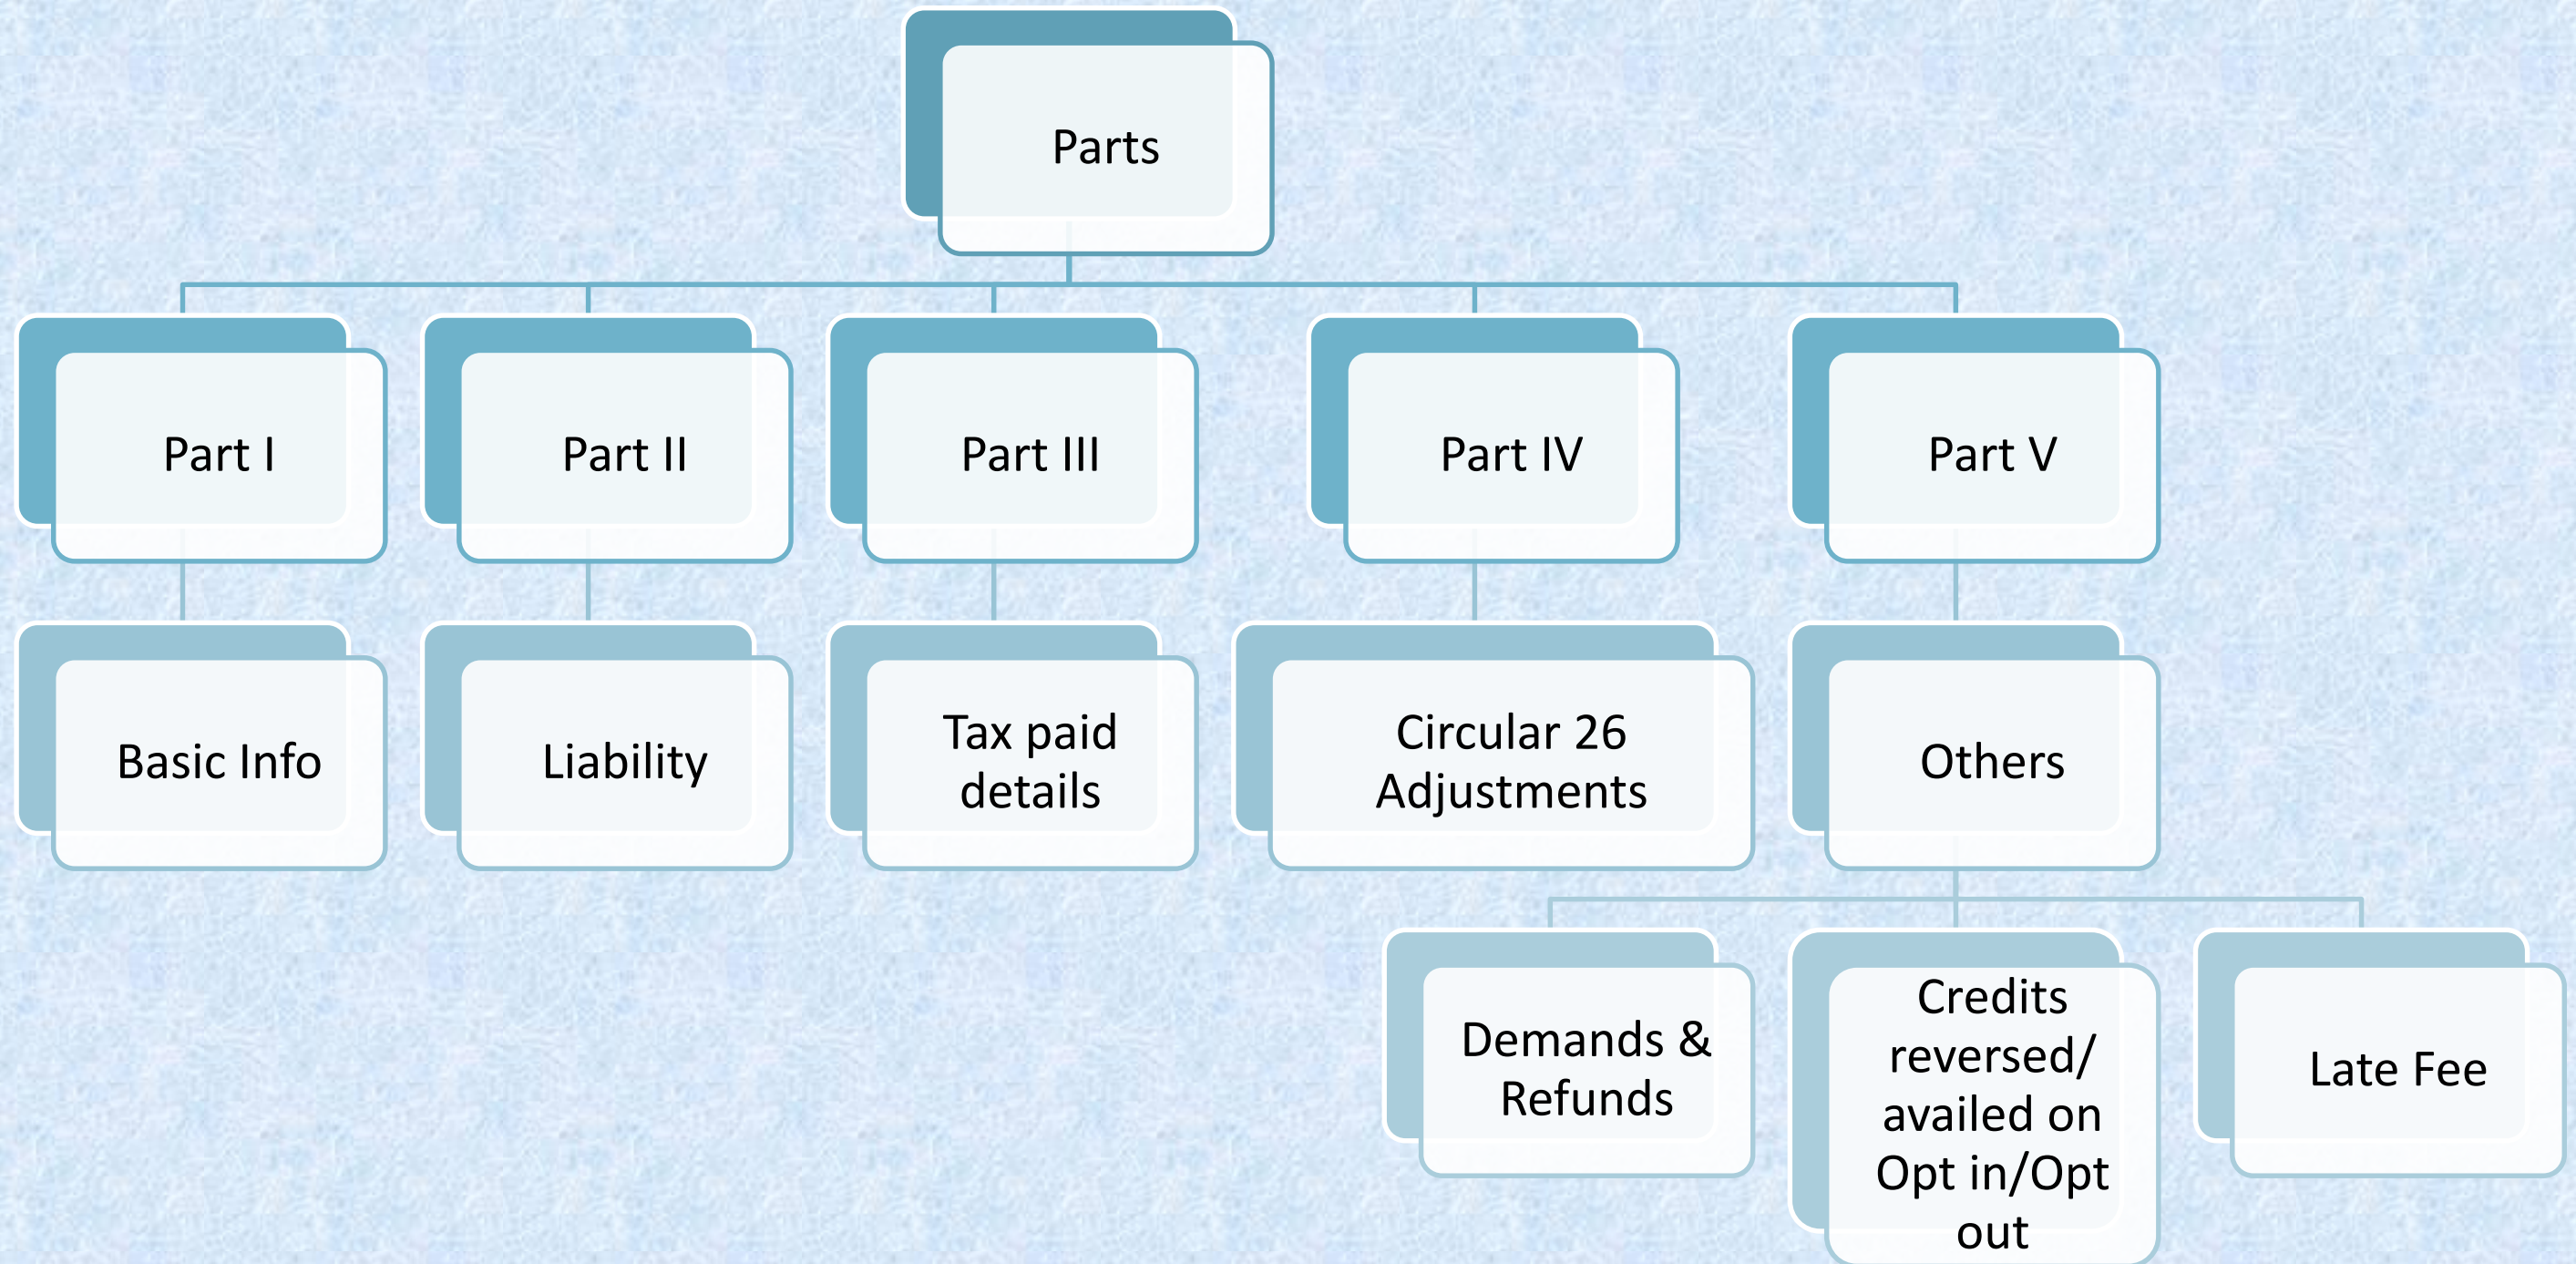 Parts
Part I
Part II
Part III
Part IV
Part V
Basic Info
Liability
Tax paid
details
Circular 26
Adjustments
Others
Demands &
Refunds
Credits
reversed/
availed on
Opt in/Opt
out
Late Fee